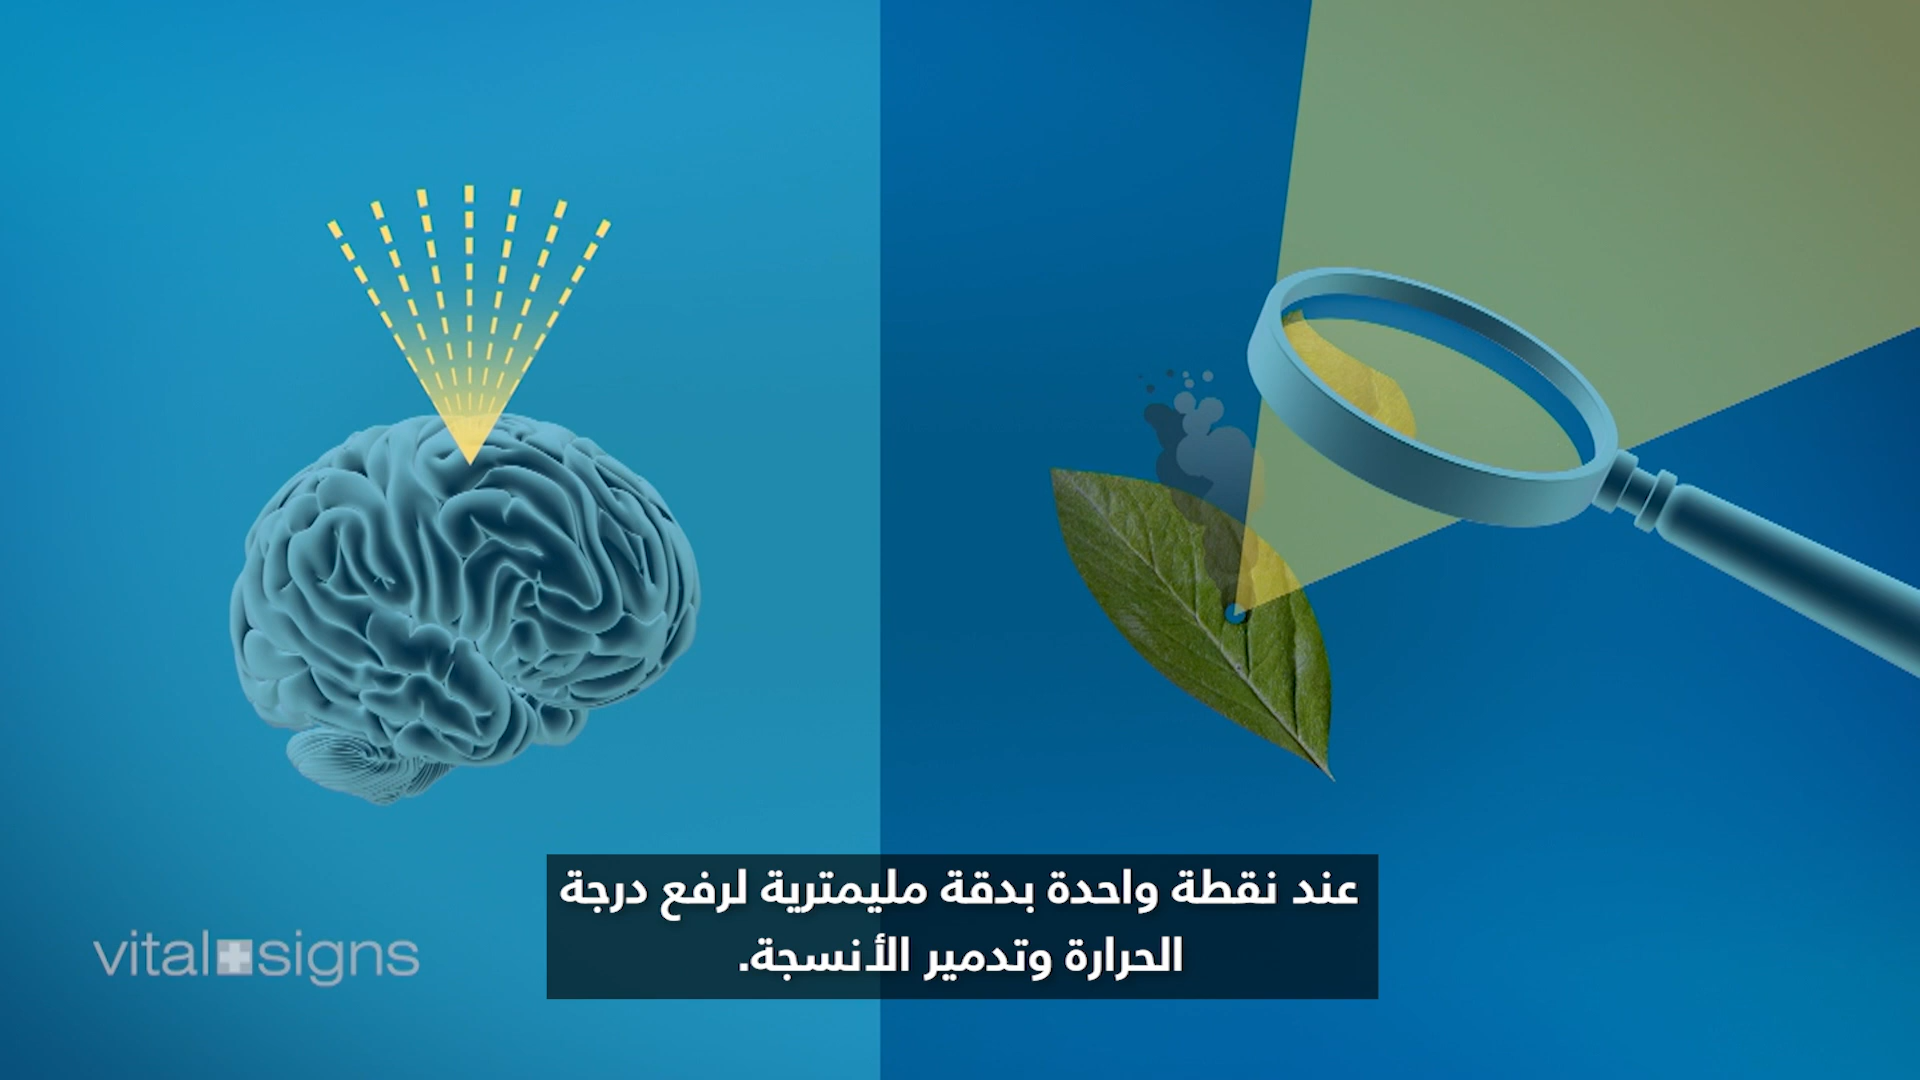 عند نقطة واحدة بدقة مليمترية لرفع درجة
الحرارة وتدمير الأنسجة.
vital signs